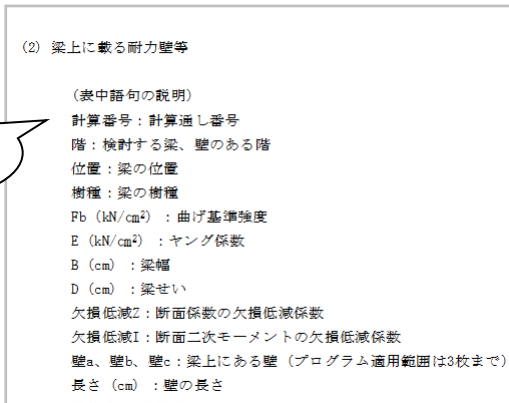 (2) 梁上に載る耐力壁等
(表中語句の説明)
計算番号：計算通し番号
階：検討する梁、壁のある階
位置：梁の位置
樹種：梁の樹種
Fb (kN/cm²) ：曲げ基準強度
E (kN/cm²) ：ヤング係数
B (cm) ：梁幅
D (cm) ：梁せい
欠損低減Z：断面係数の欠損低減係数
欠損低減I：断面二次モーメントの欠損低減係数
壁a、壁b、壁c：梁上にある壁 (プログラム適用範囲は3枚まで)
長さ (cm) ：壁の長さ